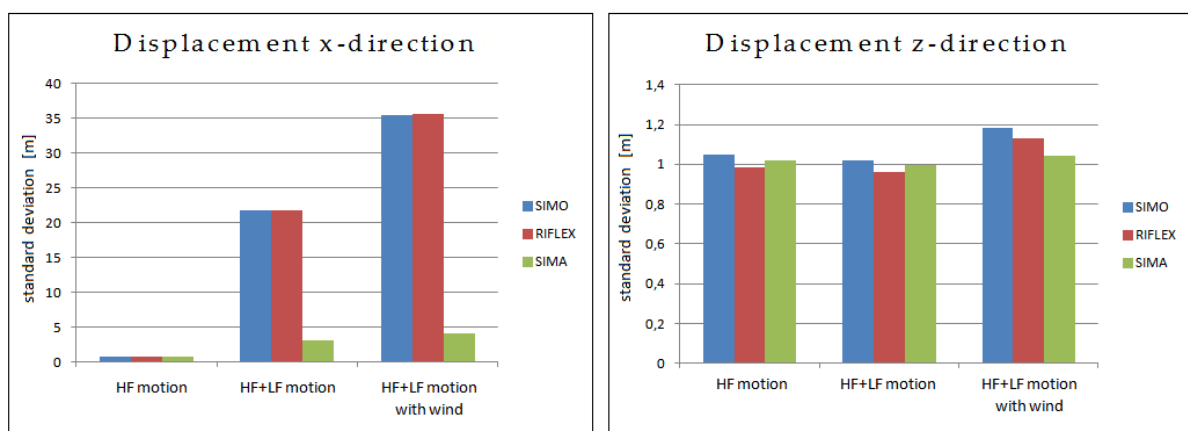 Displacement x-direction
standard deviation [m]
40
35
30
25
20
15
10
5
0
HF motion
HF+LF motion
HF+LF motion
with wind
SIMO
RIFLEX
SIMA
Displacement z-direction
standard deviation [m]
1,4
1,2
1
0,8
0,6
0,4
0,2
0
HF motion
HF+LF motion
HF+LF motion
with wind
SIMO
RIFLEX
SIMA